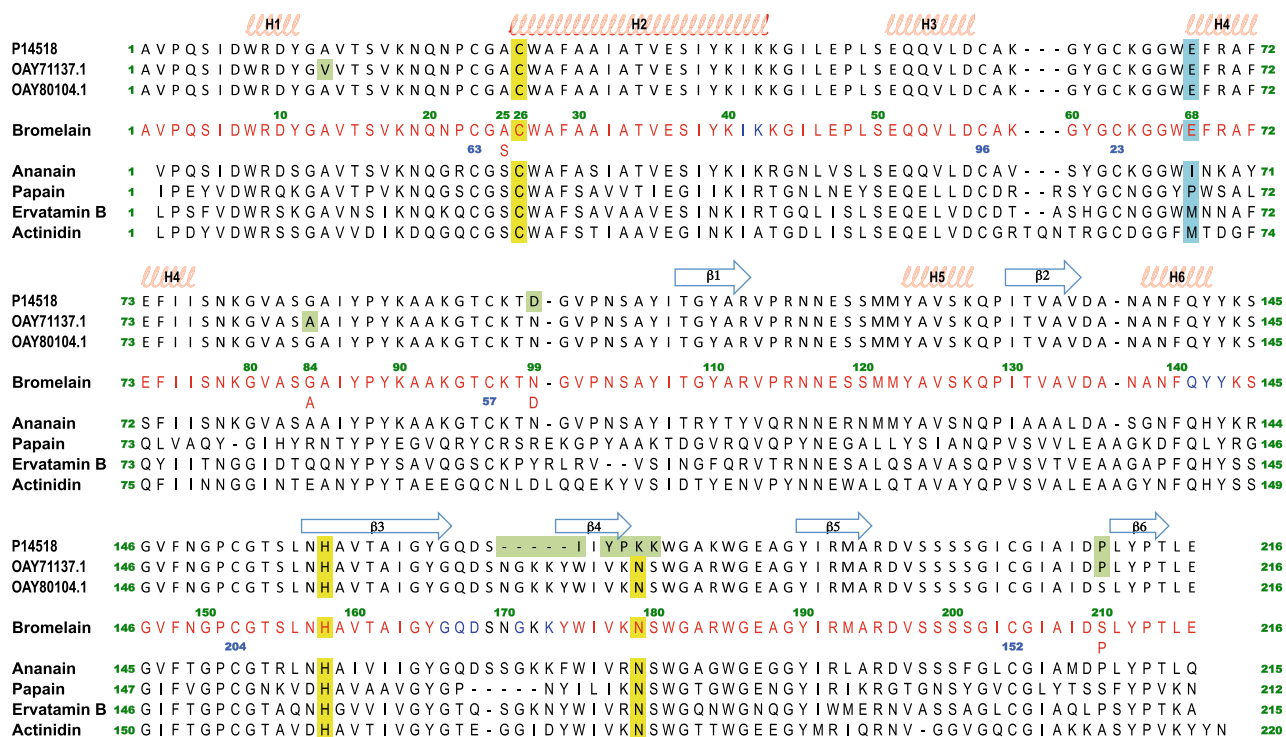 H1 H2 H3 H4
P14518 1 AVPQSIDWRDYGAVTSVKNQNPCGACWAFAAIATVESIYKIKKGILEPLSEQQVLDCAK---GYGCKGGWEFRAF 72
OAY71137.1 1 AVPQSIDWRDYGVVTSVKNQNPCGACWAFAAIATVESIYKIKKGILEPLSEQQVLDCAK---GYGCKGGWEFRAF 72
OAY80104.1 1 AVPQSIDWRDYGAVTSVKNQNPCGACWAFAAIATVESIYKIKKGILEPLSEQQVLDCAK---GYGCKGGWEFRAF 72
10 20 25 26 30 40 50 60 68
Bromelain 1 AVPQSIDWRDYGAVTSVKNQNPCGACWAFAAIATVESIYKIKKGILEPLSEQQVLDCAK---GYGCKGGWEFRAF 72
63 S 96 23
Ananain 1 VPQSIDWRDSGAVTSVKNQGRCGSCWAFASIATVESIYKIKRGNLVSLSEQQVLDCAV---GYGCKGGWINKAY 71
Papain 1 IPEYVDWRQKGAVTPVKNQGSCGSCWAFSAVVTIEGIIKIRTGNLNEYSEQELLDCDR--RSYGCNGGYPWSAL 72
Ervatamin B 1 LPSFVDWRSKGAVNSIKNQKQCGSCWAFSAVAAVESINKIRTGQLISLSEQELVDCDT--ASHGCNGGWMNNAF 72
Actinidin 1 LPDYVDWRSSGAVVDIKDQGQCGSCWAFSTIAAVEGINKIATGDLISLSEQELVDCGRTQNTRGCDGGFMTDGF 74
H4 β1 H5 β2 H6
P14518 73 EFIISNKGVASGAIYPYKAAKGTCKTD-GVPNSAYITGYARVPRNNESSMMYAVSKQPITVAVDA-NANFQYYKS 145
OAY71137.1 73 EFIISNKGVASAAIYPYKAAKGTCKTN-GVPNSAYITGYARVPRNNESSMMYAVSKQPITVAVDA-NANFQYYKS 145
OAY80104.1 73 EFIISNKGVASGAIYPYKAAKGTCKTN-GVPNSAYITGYARVPRNNESSMMYAVSKQPITVAVDA-NANFQYYKS 145
80 84 90 99 110 120 130 140
Bromelain 73 EFIISNKGVASGAIYPYKAAKGTCKTN-GVPNSAYITGYARVPRNNESSMMYAVSKQPITVAVDA-NANFQYYKS 145
A 57 D
Ananain 72 SFIISNKGVASAAIYPYKAAKGTCKTN-GVPNSAYITRYTYVQRNNERNMMYAVSNQPIAAALDA-SGNFQHYKR 144
Papain 73 QLVAQY-GIHYRNTYPYEGVQRYCRSREKGPYAAKTDGVRQVQPYNEGALLYSIANQPVSVVLEAAGKDFQLYRG 146
Ervatamin B 73 QYIITNGGIDTQQNYPYSAVQGSCKPYRLRV--VSINGFQRVTRNNESALQSAVASQPVSVTVEAAGAPFQHYSS 145
Actinidin 75 QFIINNGGINTEANYPYTAEEGQCNLDLQQEKYVSIDTYENVPYNNEWALQTAVAYQPVSVALEAAGYNFQHYSS 149
β3 β4 β5 β6
P14518 146 GVFNGPCGTSLNHAVTAIGYGQDS-----IIYPKKWGAKWGEAGYIRMARDVSSSSGICGIAIDPLYPTLE 216
OAY71137.1 146 GVFNGPCGTSLNHAVTAIGYGQDSNGKKYWIVKNSWGARWGEAGYIRMARDVSSSSGICGIAIDPLYPTLE 216
OAY80104.1 146 GVFNGPCGTSLNHAVTAIGYGQDSNGKKYWIVKNSWGARWGEAGYIRMARDVSSSSGICGIAIDSLYPTLE 216
150 160 170 180 190 200 210
Bromelain 146 GVFNGPCGTSLNHAVTAIGYGQDSNGKKYWIVKNSWGARWGEAGYIRMARDVSSSSGICGIAIDSLYPTLE 216
204 152 P
Ananain 145 GVFTGPCGTRLNHAIVIIGYGQDSSGKKFWIVRNSWGAGWGEGGYIRLARDVSSSFGLCGIAMDPLYPTLQ 215
Papain 147 GIFVGPCGNKVDHAVAAVGYGP-----NYILIKNSWGTGWGENGYIRIKRGTGNSYGVCGLYTSSFYPVKN 212
Ervatamin B 146 GIFTGPCGTAQNHGVVIVGYGTQ-SGKNYWIVRNSWGQNWGNQGYIWMERNVASSAGLCGIAQLPSYPTKA 215
Actinidin 150 GIFTGPCGTAVDHAVTIVGYGTE-GGIDYWIVKNSWGTTWGEEGYMRIQRNVGG-VGQCGIAKKASYPVKYYN 220